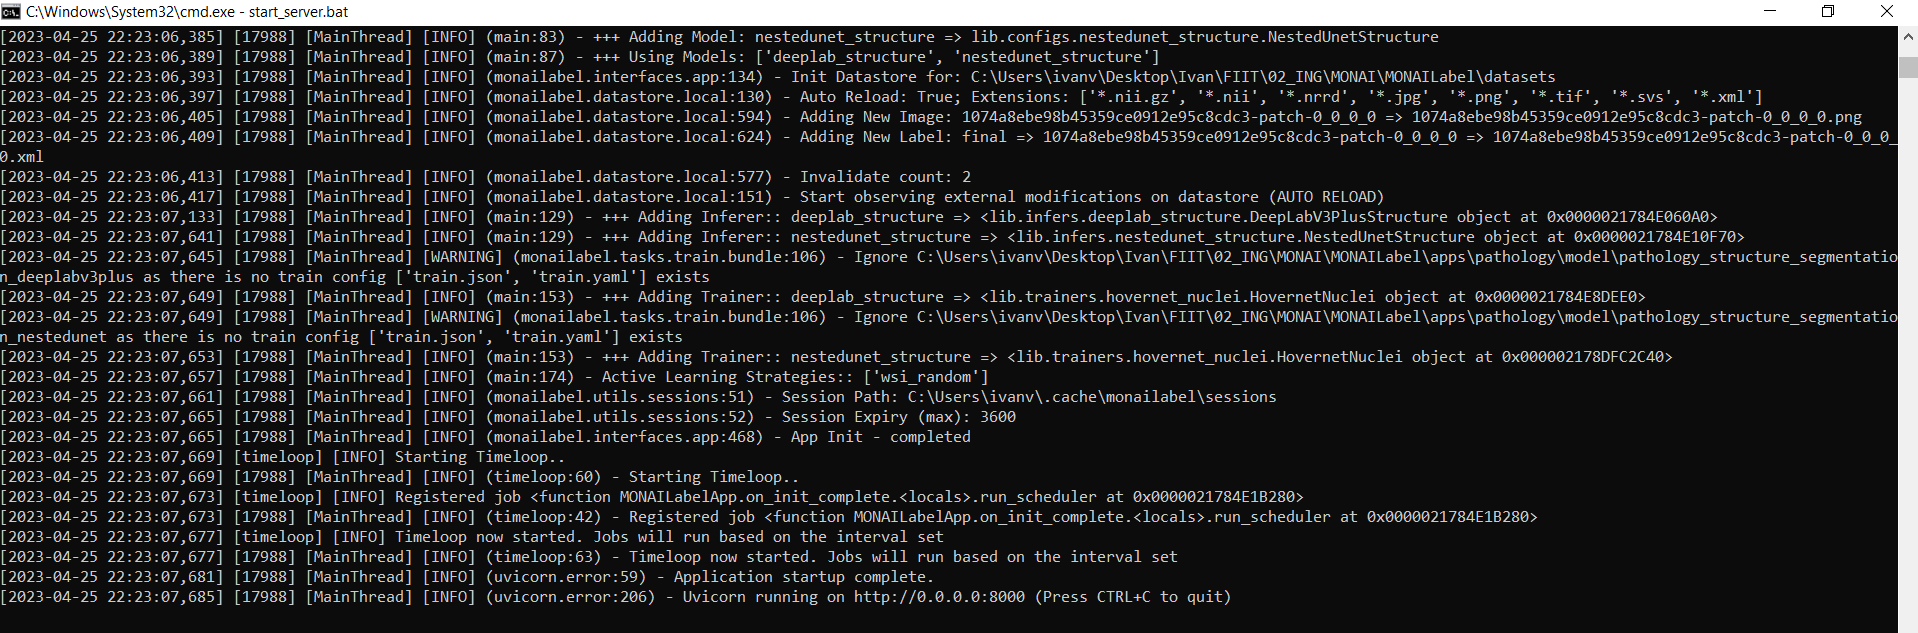 C:\Windows\System32\cmd.exe - start_server.bat
[2023-04-25 22:23:06,385] [17988] [MainThread] [INFO] (main:83) - +++ Adding Model: nestedunet_structure => lib.configs.nestedunet_structure.NestedUnetStructure
[2023-04-25 22:23:06,389] [17988] [MainThread] [INFO] (main:87) - +++ Using Models: ['deeplab_structure', 'nestedunet_structure']
[2023-04-25 22:23:06,393] [17988] [MainThread] [INFO] (monailabel.interfaces.app:134) - Init Datastore for: C:\Users\ivanv\Desktop\Ivan\FIIT\02_ING\MONAI\MONAILabel\datasets
[2023-04-25 22:23:06,397] [17988] [MainThread] [INFO] (monailabel.datastore.local:130) - Auto Reload: True; Extensions: ['*.nii.gz', '*.nii', '*.nrrd', '*.jpg', '*.png', '*.tif', '*.svs', '*.xml']
[2023-04-25 22:23:06,405] [17988] [MainThread] [INFO] (monailabel.datastore.local:594) - Adding New Image: 1074a8ebe98b45359ce0912e95c8cdc3-patch-0_0_0_0 => 1074a8ebe98b45359ce0912e95c8cdc3-patch-0_0_0_0.png
[2023-04-25 22:23:06,409] [17988] [MainThread] [INFO] (monailabel.datastore.local:624) - Adding New Label: final => 1074a8ebe98b45359ce0912e95c8cdc3-patch-0_0_0_0 => 1074a8ebe98b45359ce0912e95c8cdc3-patch-0_0_0_
0.xml
[2023-04-25 22:23:06,413] [17988] [MainThread] [INFO] (monailabel.datastore.local:577) - Invalidate count: 2
[2023-04-25 22:23:06,417] [17988] [MainThread] [INFO] (monailabel.datastore.local:151) - Start observing external modifications on datastore (AUTO RELOAD)
[2023-04-25 22:23:07,133] [17988] [MainThread] [INFO] (main:129) - +++ Adding Inferer:: deeplab_structure => <lib.infers.deeplab_structure.DeepLabV3PlusStructure object at 0x0000021784E060A0>
[2023-04-25 22:23:07,641] [17988] [MainThread] [INFO] (main:129) - +++ Adding Inferer:: nestedunet_structure => <lib.infers.nestedunet_structure.NestedUnetStructure object at 0x0000021784E10F70>
[2023-04-25 22:23:07,645] [17988] [MainThread] [WARNING] (monailabel.tasks.train.bundle:106) - Ignore C:\Users\ivanv\Desktop\Ivan\FIIT\02_ING\MONAI\MONAILabel\apps\pathology\model\pathology_structure_segmentatio
n_deeplabv3plus as there is no train config ['train.json', 'train.yaml'] exists
[2023-04-25 22:23:07,649] [17988] [MainThread] [INFO] (main:153) - +++ Adding Trainer:: deeplab_structure => <lib.trainers.hovernet_nuclei.HovernetNuclei object at 0x0000021784E8DEE0>
[2023-04-25 22:23:07,649] [17988] [MainThread] [WARNING] (monailabel.tasks.train.bundle:106) - Ignore C:\Users\ivanv\Desktop\Ivan\FIIT\02_ING\MONAI\MONAILabel\apps\pathology\model\pathology_structure_segmentatio
n_nestedunet as there is no train config ['train.json', 'train.yaml'] exists
[2023-04-25 22:23:07,653] [17988] [MainThread] [INFO] (main:153) - +++ Adding Trainer:: nestedunet_structure => <lib.trainers.hovernet_nuclei.HovernetNuclei object at 0x000002178DFC2C40>
[2023-04-25 22:23:07,657] [17988] [MainThread] [INFO] (main:174) - Active Learning Strategies:: ['wsi_random']
[2023-04-25 22:23:07,661] [17988] [MainThread] [INFO] (monailabel.utils.sessions:51) - Session Path: C:\Users\ivanv\.cache\monailabel\sessions
[2023-04-25 22:23:07,665] [17988] [MainThread] [INFO] (monailabel.utils.sessions:52) - Session Expiry (max): 3600
[2023-04-25 22:23:07,665] [17988] [MainThread] [INFO] (monailabel.interfaces.app:468) - App Init - completed
[2023-04-25 22:23:07,669] [timeloop] [INFO] Starting Timeloop..
[2023-04-25 22:23:07,669] [17988] [MainThread] [INFO] (timeloop:60) - Starting Timeloop..
[2023-04-25 22:23:07,673] [timeloop] [INFO] Registered job <function MONAILabelApp.on_init_complete.<locals>.run_scheduler at 0x0000021784E1B280>
[2023-04-25 22:23:07,673] [17988] [MainThread] [INFO] (timeloop:42) - Registered job <function MONAILabelApp.on_init_complete.<locals>.run_scheduler at 0x0000021784E1B280>
[2023-04-25 22:23:07,677] [timeloop] [INFO] Timeloop now started. Jobs will run based on the interval set
[2023-04-25 22:23:07,677] [17988] [MainThread] [INFO] (timeloop:63) - Timeloop now started. Jobs will run based on the interval set
[2023-04-25 22:23:07,681] [17988] [MainThread] [INFO] (uvicorn.error:59) - Application startup complete.
[2023-04-25 22:23:07,685] [17988] [MainThread] [INFO] (uvicorn.error:206) - Uvicorn running on http://0.0.0.0:8000 (Press CTRL+C to quit)